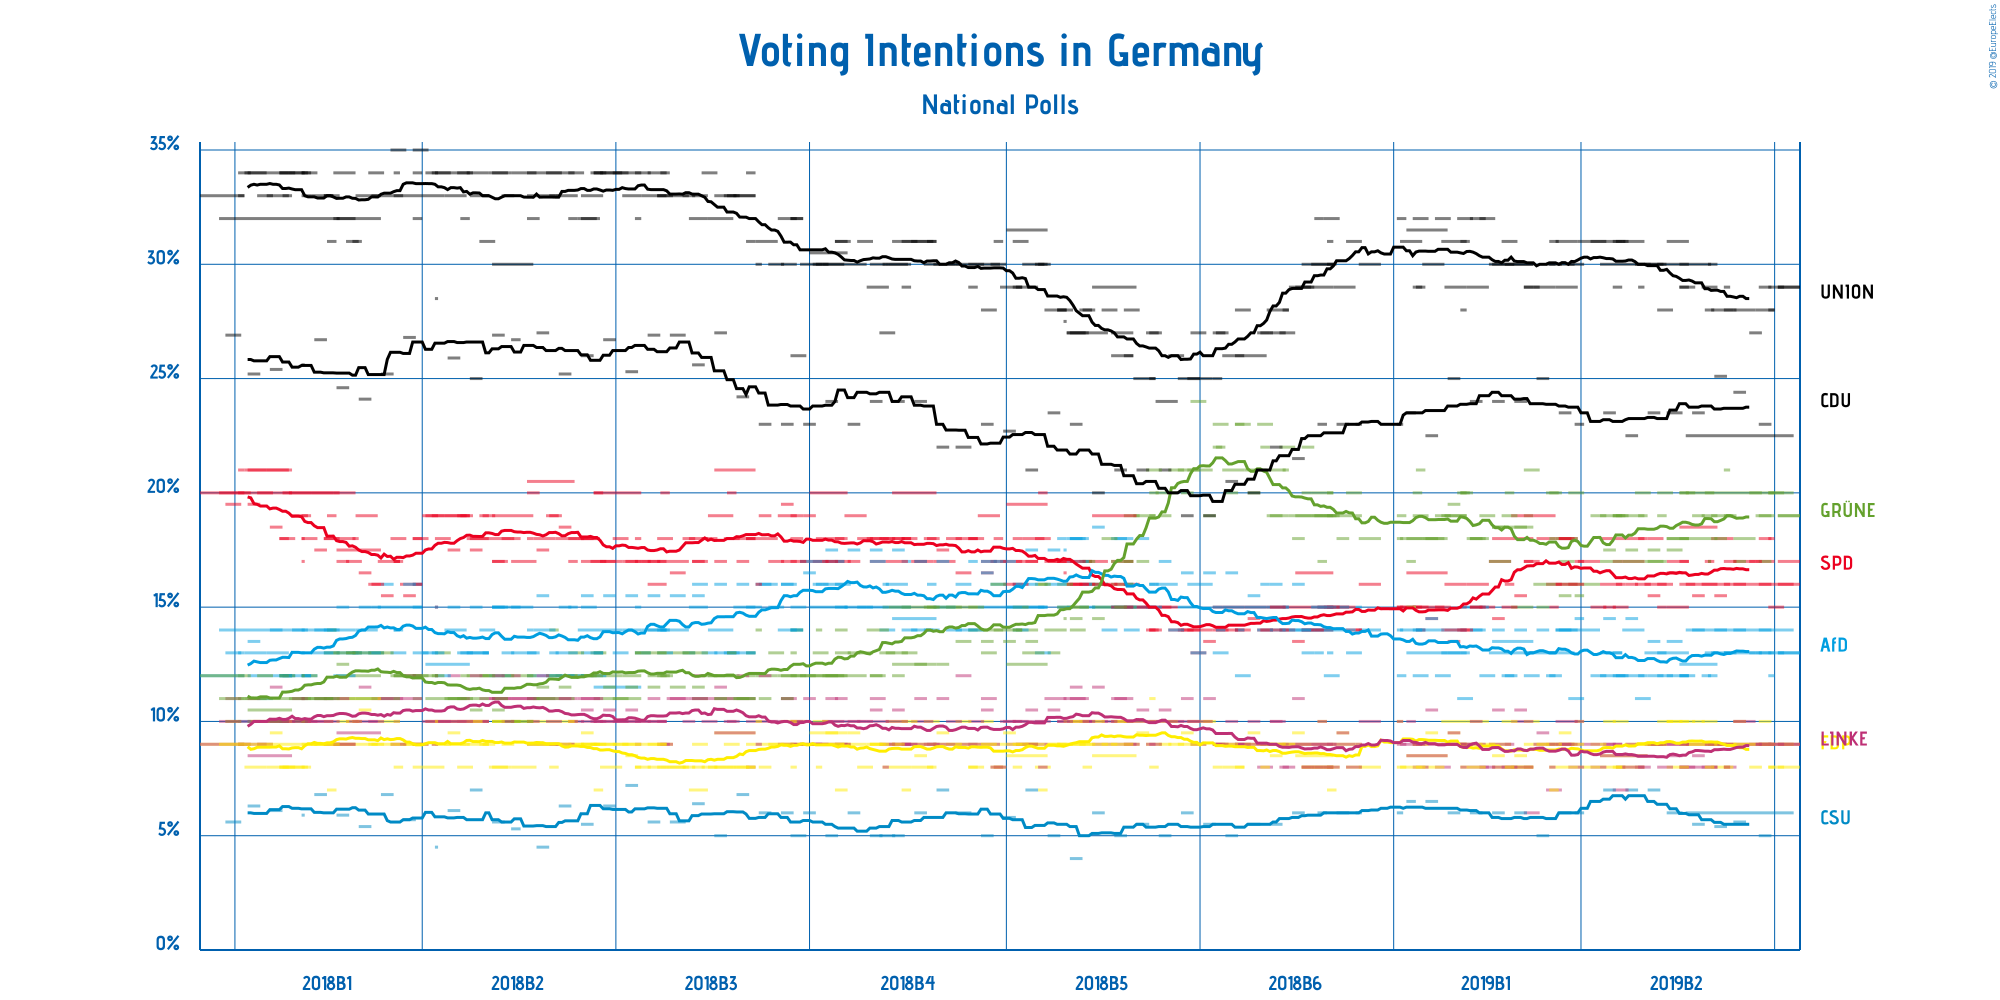 Voting Intentions in Germany
National Polls
© 2019 @EuropeElects
35%
30%
25%
20%
15%
10%
5%
0%
UNION
CDU
GRÜNE
SPD
AfD
LINKE
CSU
2018B1
2018B2
2018B3
2018B4
2018B5
2018B6
2019B1
2019B2